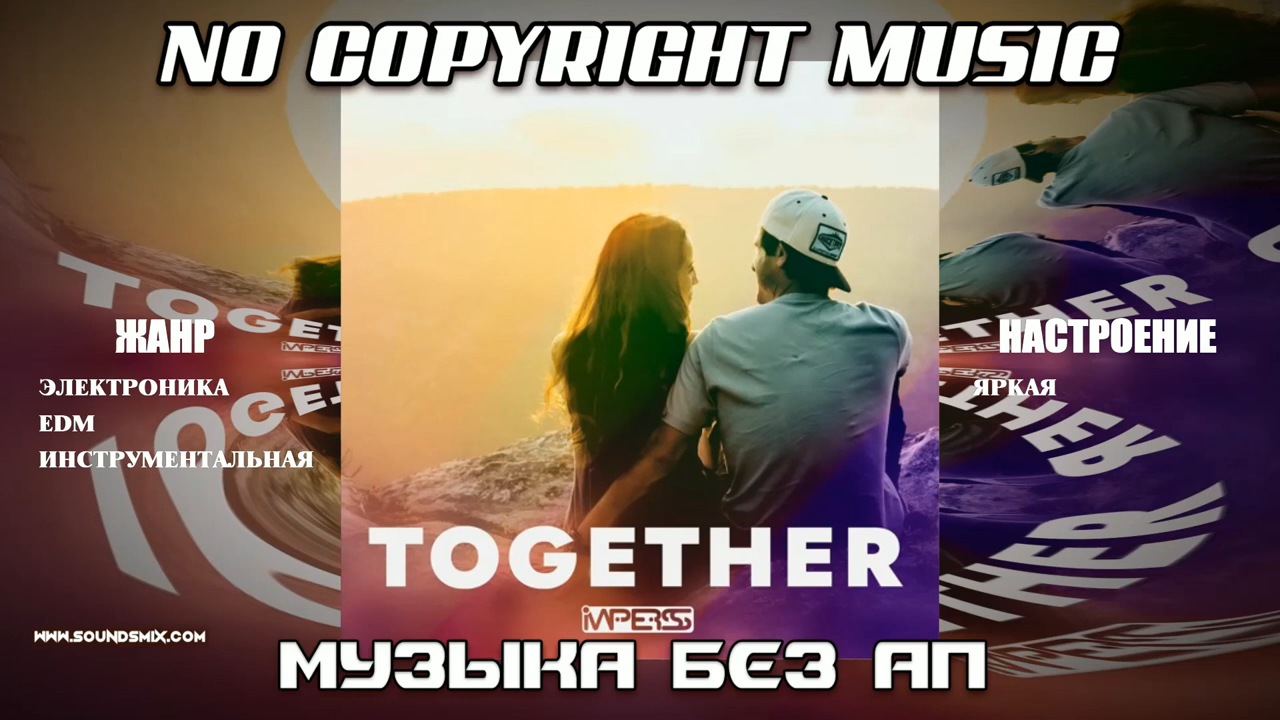 NO COPYRIGHT MUSIC
ЖАНР
ЭЛЕКТРОНИКА
EDM
ИНСТРУМЕНТАЛЬНАЯ
НАСТРОЕНИЕ
ЯРКАЯ
TOGETHER
IMPERSS
WWW.SOUNDSMIX.COM
МУЗЫКА БЕЗ АП